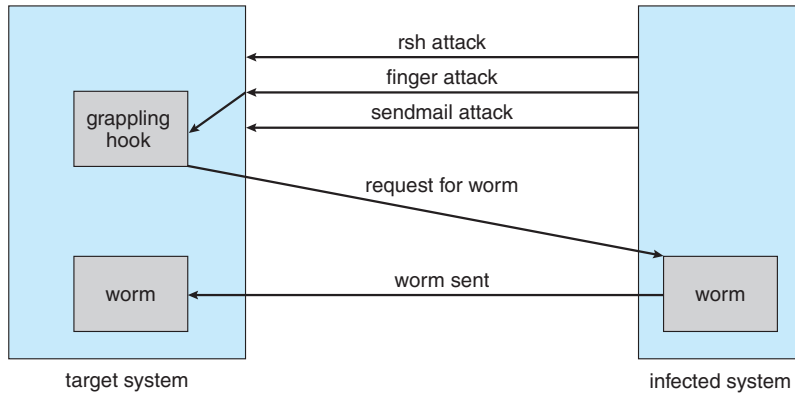 rsh attack
finger attack
sendmail attack
grappling
hook
request for worm
worm
worm sent
worm
target system
infected system